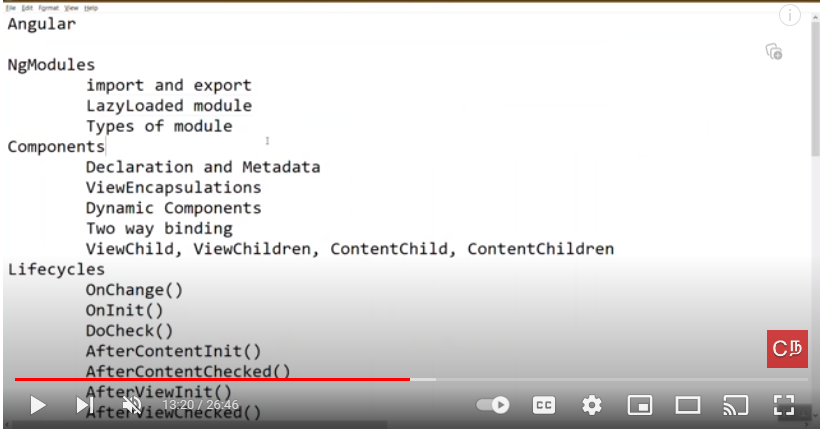 File Edit Format View Help
Angular
NgModules
import and export
LazyLoaded module
Types of module
Components
Declaration and Metadata
ViewEncapsulations
Dynamic Components
Two way binding
ViewChild, ViewChildren, ContentChild, ContentChildren
Lifecycles
OnChange()
OnInit()
DoCheck()
AfterContentInit()
AfterContentChecked()
AfterViewInit()
AfterViewChecked()
13:20 / 26:46
CC